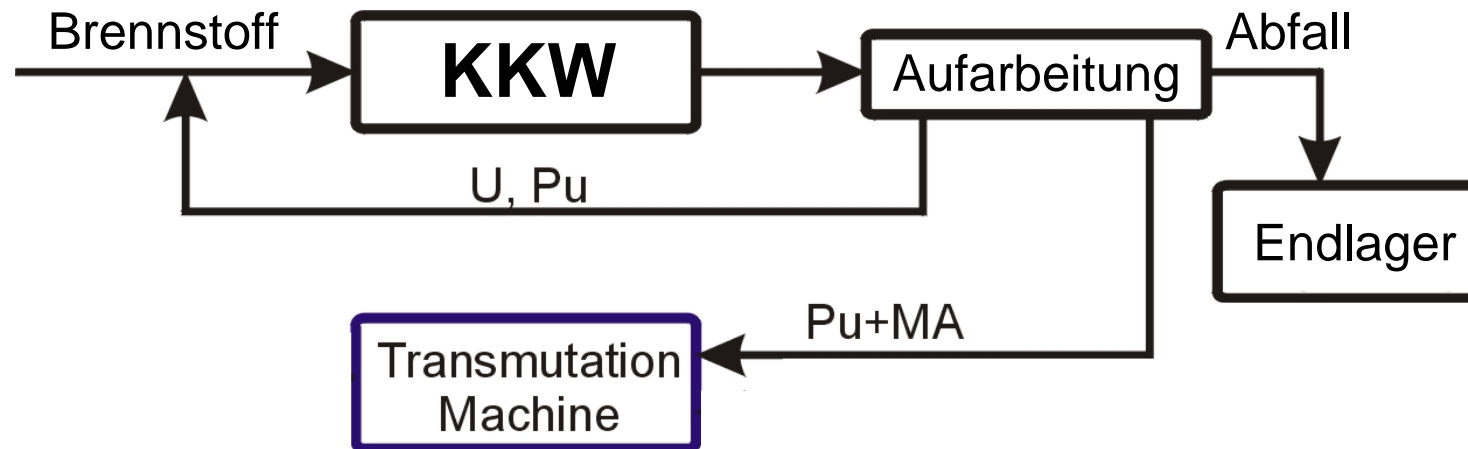 Brennstoff
KKW
Aufarbeitung
Abfall
U, Pu
Endlager
Pu+MA
Transmutation
Machine